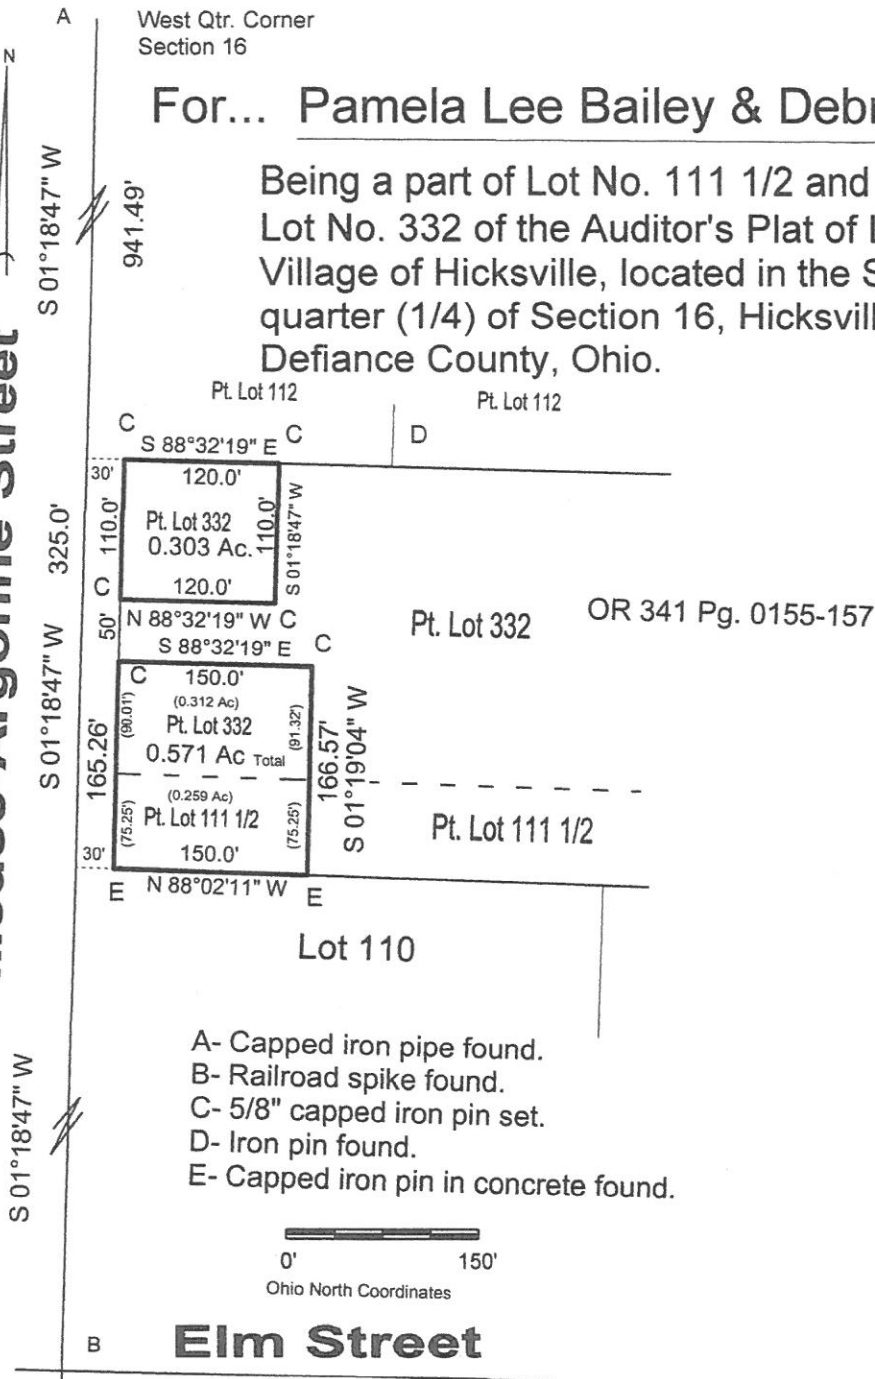 A
West Qtr. Corner
Section 16
N
For... Pamela Lee Bailey & Debr
S 01°18'47" W
941.49'
Being a part of Lot No. 111 1/2 and
Lot No. 332 of the Auditor's Plat of
Village of Hicksville, located in the S
quarter (1/4) of Section 16, Hicksvill
Defiance County, Ohio.
Pt. Lot 112
Pt. Lot 112
C
S 88°32'19" E
C
D
30'
120.0'
110.0'
Pt. Lot 332
0.303 Ac.
110.0'
S 01°18'47" W
325.0'
120.0'
C
N 88°32'19" W
C
50'
S 88°32'19" E
C
Pt. Lot 332
OR 341 Pg. 0155-157
S 01°18'47" W
C
150.0'
(0.312 Ac)
(90.01')
Pt. Lot 332
(91.32')
0.571 Ac Total
165.26'
166.57'
S 01°19'04" W
(0.259 Ac)
(75.25')
Pt. Lot 111 1/2
(75.25')
Pt. Lot 111 1/2
30'
150.0'
E
N 88°02'11" W
E
Street
Lot 110
A- Capped iron pipe found.
B- Railroad spike found.
C- 5/8" capped iron pin set.
D- Iron pin found.
E- Capped iron pin in concrete found.
S 01°18'47" W
0'
150'
Ohio North Coordinates
B
Elm Street